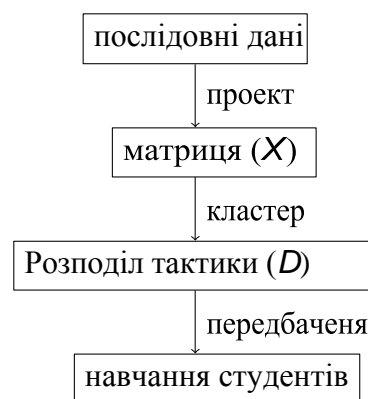 послідовні дані
проект
матриця (X)
кластер
Розподіл тактики (D)
передбаченя
навчання студентів